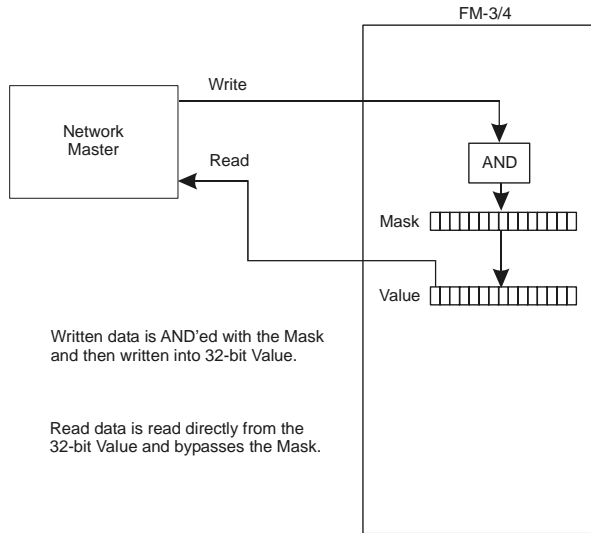 FM-3/4
Write
Network
Master
Read
AND
Mask
Value
Written data is AND'ed with the Mask
and then written into 32-bit Value.
Read data is read directly from the
32-bit Value and bypasses the Mask.